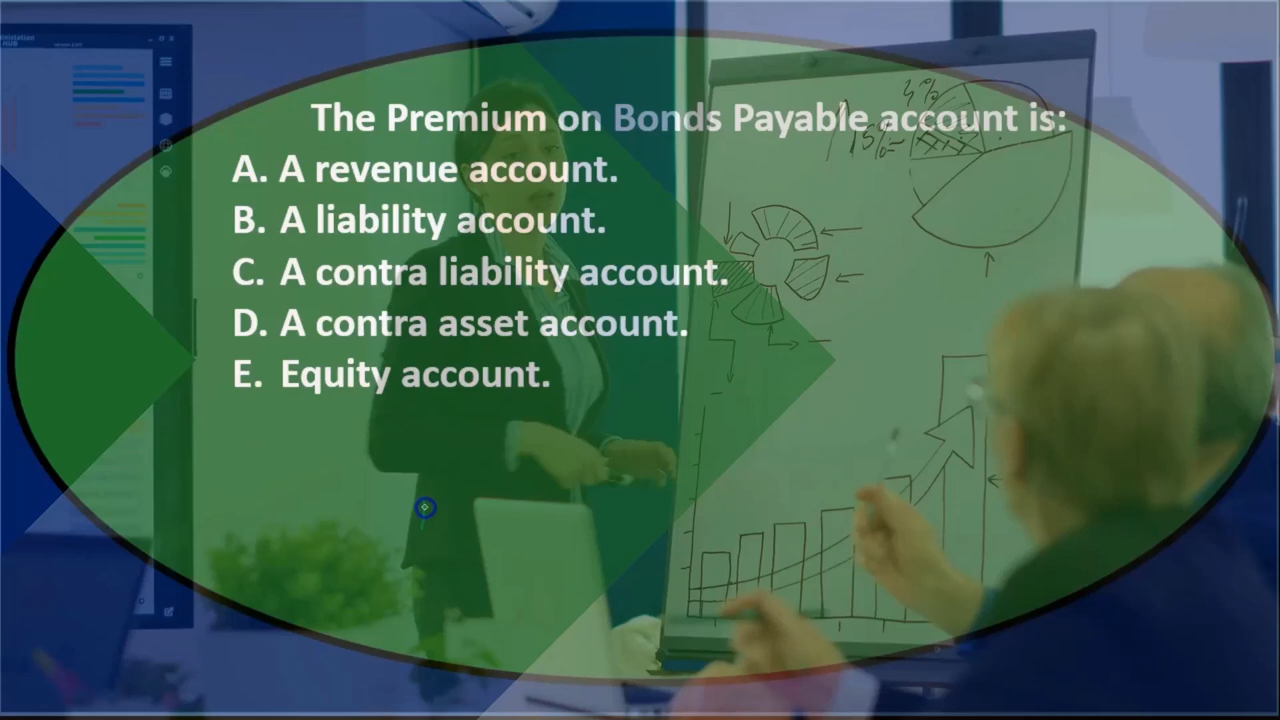 The Premium on Bonds Payable account is:
A. A revenue account.
B. A liability account.
C. A contra liability account.
D. A contra asset account.
E. Equity account.